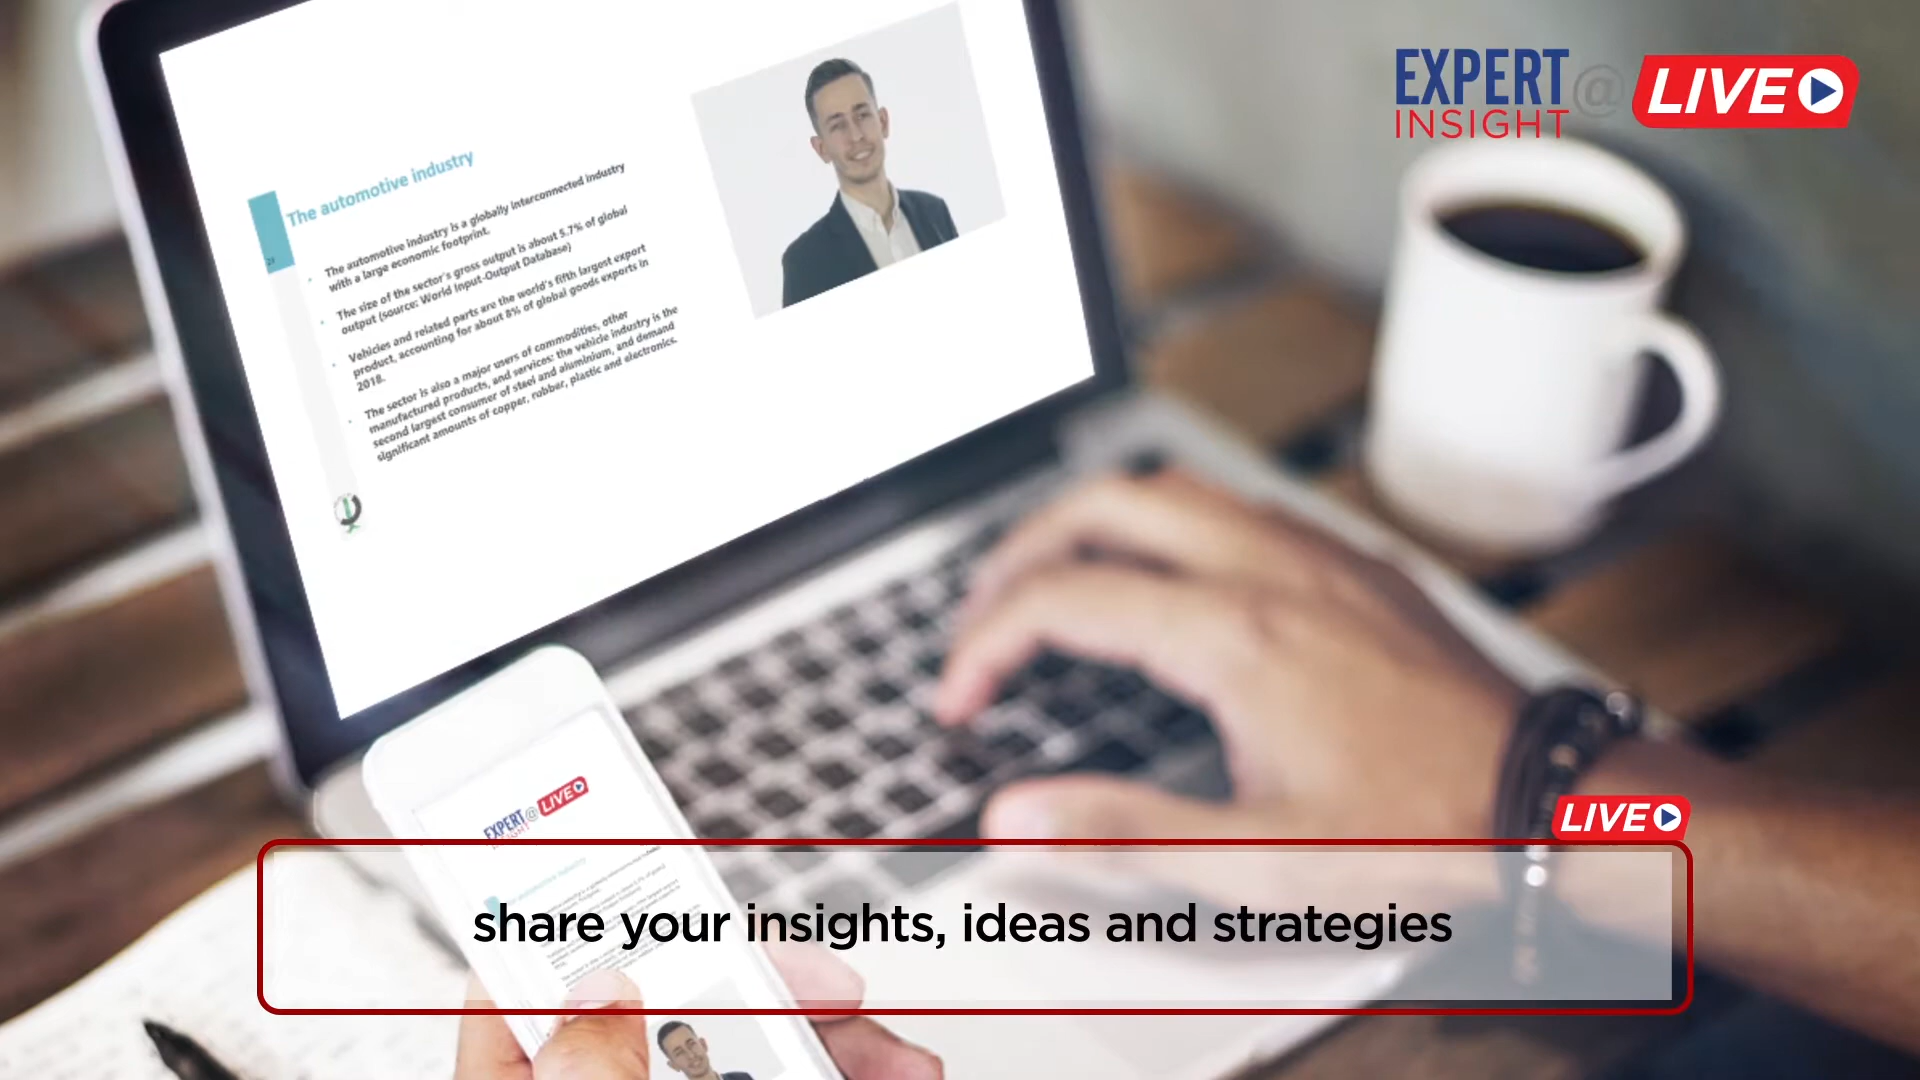 EXPERT @ LIVE
INSIGHT
The automotive industry
27
The automotive industry is a globally interconnected industry
with a large economic footprint.
The size of the sector's gross output is about 5.7% of global
output (source: World Input-Output Database)
Vehicles and related parts are the world's fifth largest export
product, accounting for about 8% of global goods exports in
2018.
The sector is also a major users of commodities, other
manufactured products, and services: the vehicle industry is the
second largest consumer of steel and aluminium, and demand
significant amounts of copper, rubber, plastic and electronics.
EXPERT @ LIVE
INSIGHT
LIVE
share your insights, ideas and strategies